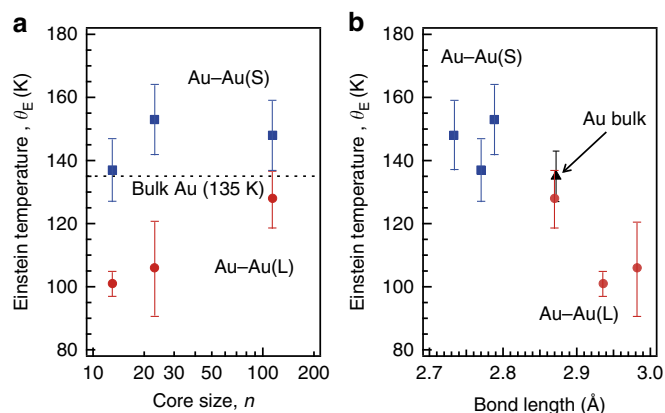 a
180
160
140
120
100
80
Einstein temperature, θE(K)
Au–Au(S)
Bulk Au (135 K)
Au–Au(L)
10
20
30
50
100
200
Core size, n
b
180
160
140
120
100
80
Einstein temperature, θE(K)
Au–Au(S)
Au bulk
Au–Au(L)
2.7
2.8
2.9
3.0
Bond length (Å)